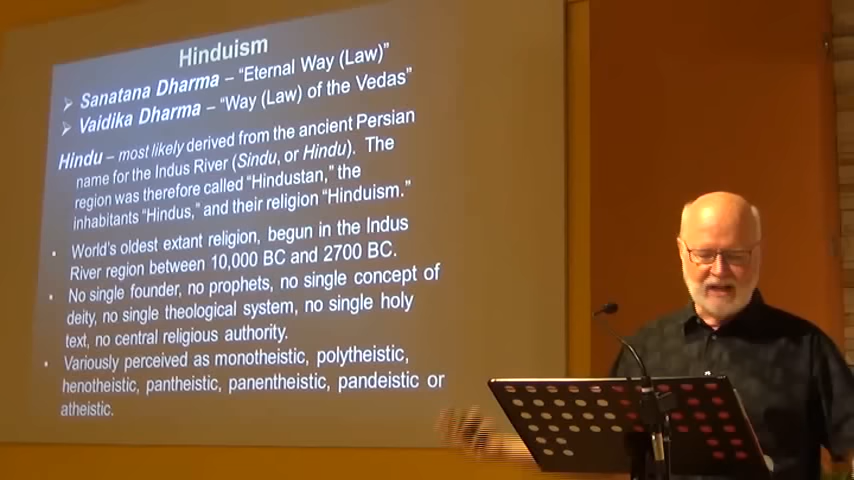 Hinduism
Sanatana Dharma – “Eternal Way (Law)”
Vaidika Dharma – “Way (Law) of the Vedas”
Hindu – most likely derived from the ancient Persian
name for the Indus River (Sindu, or Hindu). The
region was therefore called “Hindustan,” the
inhabitants “Hindus,” and their religion “Hinduism.”
• World’s oldest extant religion, begun in the Indus
River region between 10,000 BC and 2700 BC.
• No single founder, no prophets, no single concept of
deity, no single theological system, no single holy
text, no central religious authority.
• Variously perceived as monotheistic, polytheistic,
henotheistic, pantheistic, panentheistic, pandeistic or
atheistic.